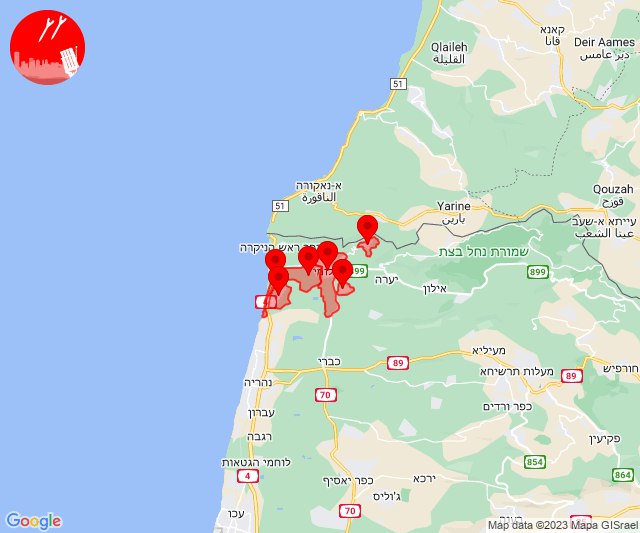 קאנא
قانا
Deir Aames
دير عامس
Qlaileh
القليلة
51
א-נאקורה
الناقورة
Yarine
يارين
51
Qouzah
قوزح
עייתא א-שעב
عيتا الشعب
ראש הניקרה
שמורת נחל בצת
899
899
יערה
אילון
4
כברי
89
מעיליא
חורפיש
מעלות תרשיחא
89
נהריה
70
כפר ורדים
עברון
רגבה
פקיעין
לוחמי הגטאות
854
864
4
ירכא
כפר יאסיף
ג'וליס
70
עכו
Google
Map data ©2023 Mapa GISrael